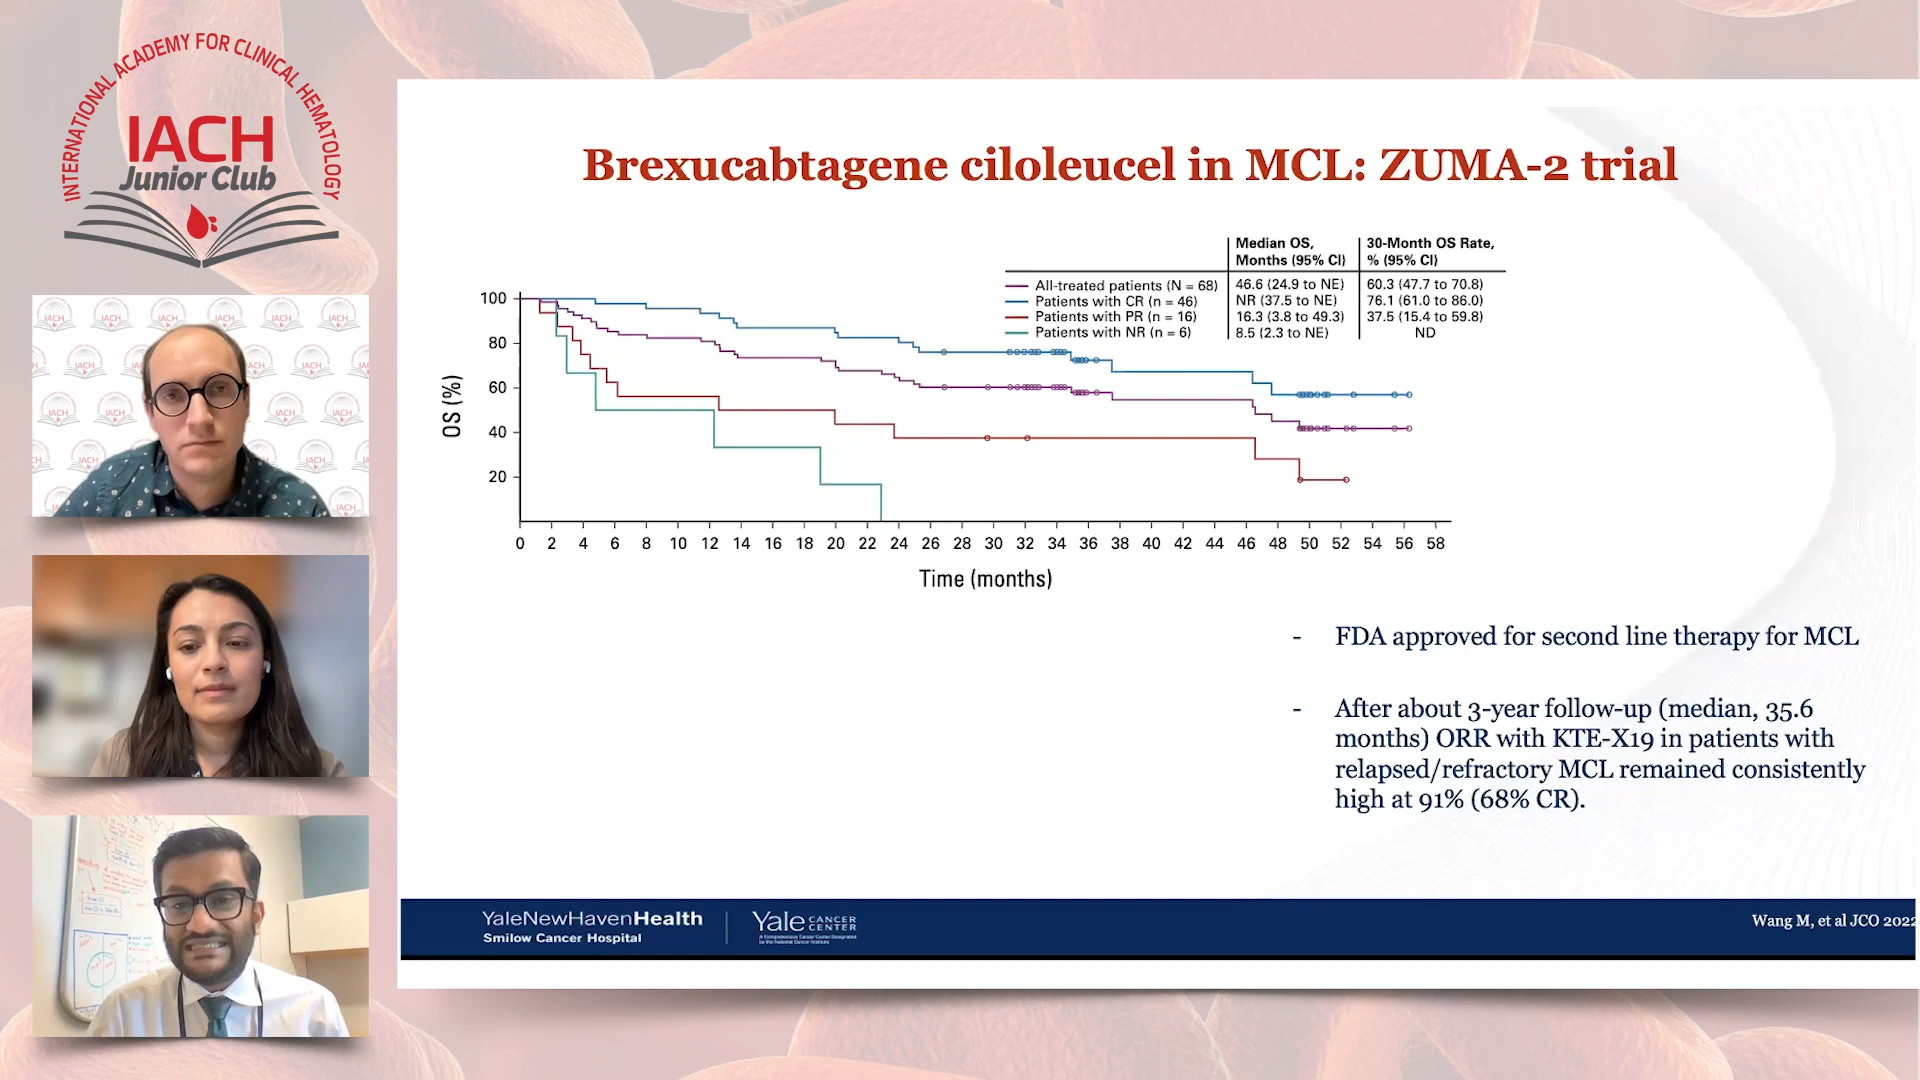 INTERNATIONAL ACADEMY FOR CLINICAL HEMATOLOGY
IACH
Junior Club
Brexucabtagene ciloleucel in MCL: ZUMA-2 trial
Median OS, Months (95% CI)
30-Month OS Rate, % (95% CI)
All-treated patients (N = 68) 46.6 (24.9 to NE) 60.3 (47.7 to 70.8)
Patients with CR (n = 46) NR (37.5 to NE) 76.1 (61.0 to 86.0)
Patients with PR (n = 16) 16.3 (3.8 to 49.3) 37.5 (15.4 to 59.8)
Patients with NR (n = 6) 8.5 (2.3 to NE) ND
100
80
60
40
20
OS (%)
0 2 4 6 8 10 12 14 16 18 20 22 24 26 28 30 32 34 36 38 40 42 44 46 48 50 52 54 56 58
Time (months)
- FDA approved for second line therapy for MCL
- After about 3-year follow-up (median, 35.6
months) ORR with KTE-X19 in patients with
relapsed/refractory MCL remained consistently
high at 91% (68% CR).
YaleNewHavenHealth
Smilow Cancer Hospital
Yale CANCER CENTER
A Comprehensive Cancer Center Designated
by the National Cancer Institute
Wang M, et al JCO 2022